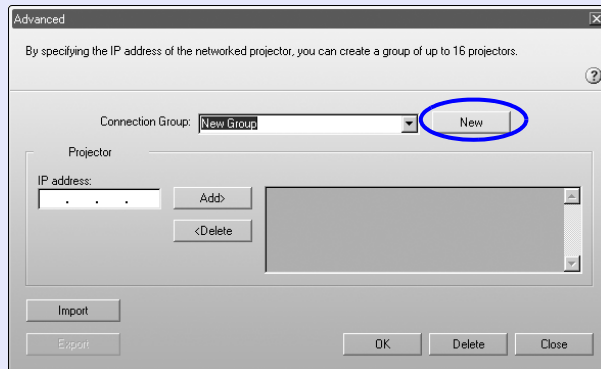 Advanced
By specifying the IP address of the networked projector, you can create a group of up to 16 projectors.
?
Connection Group: New Group New
Projector
IP address:
. . .
Add>
<Delete
Import
Export
OK Delete Close